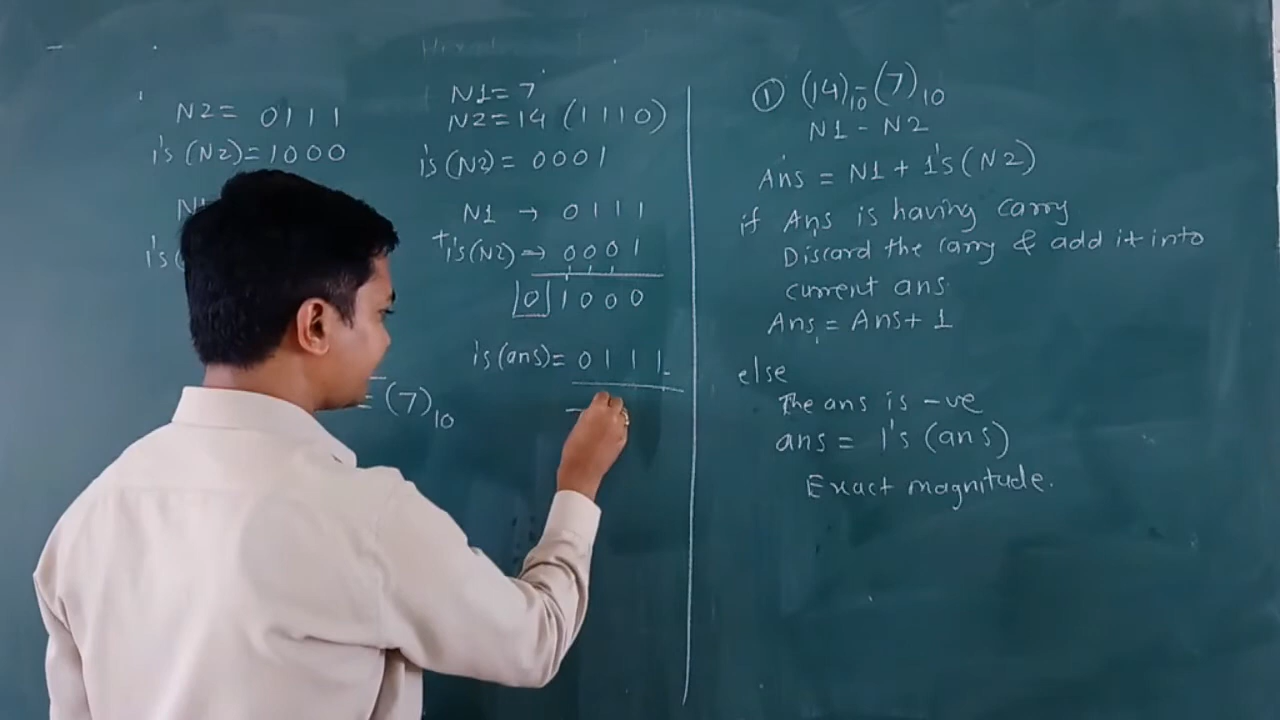 N2 = 0111
1's (N2) = 1000
= (7)10
N1 = 7
N2 = 14 (1110)
1's (N2) = 0001
N1 → 0111
+ 1's (N2) → 0001
0 1000
1's (ans) = 0111
① (14)10 - (7)10
N1 - N2
Ans = N1 + 1's (N2)
if Ans is having carry
Discard the carry & add it into
current ans
Ans = Ans + 1
else
The ans is -ve
ans = 1's (ans)
Exact magnitude.